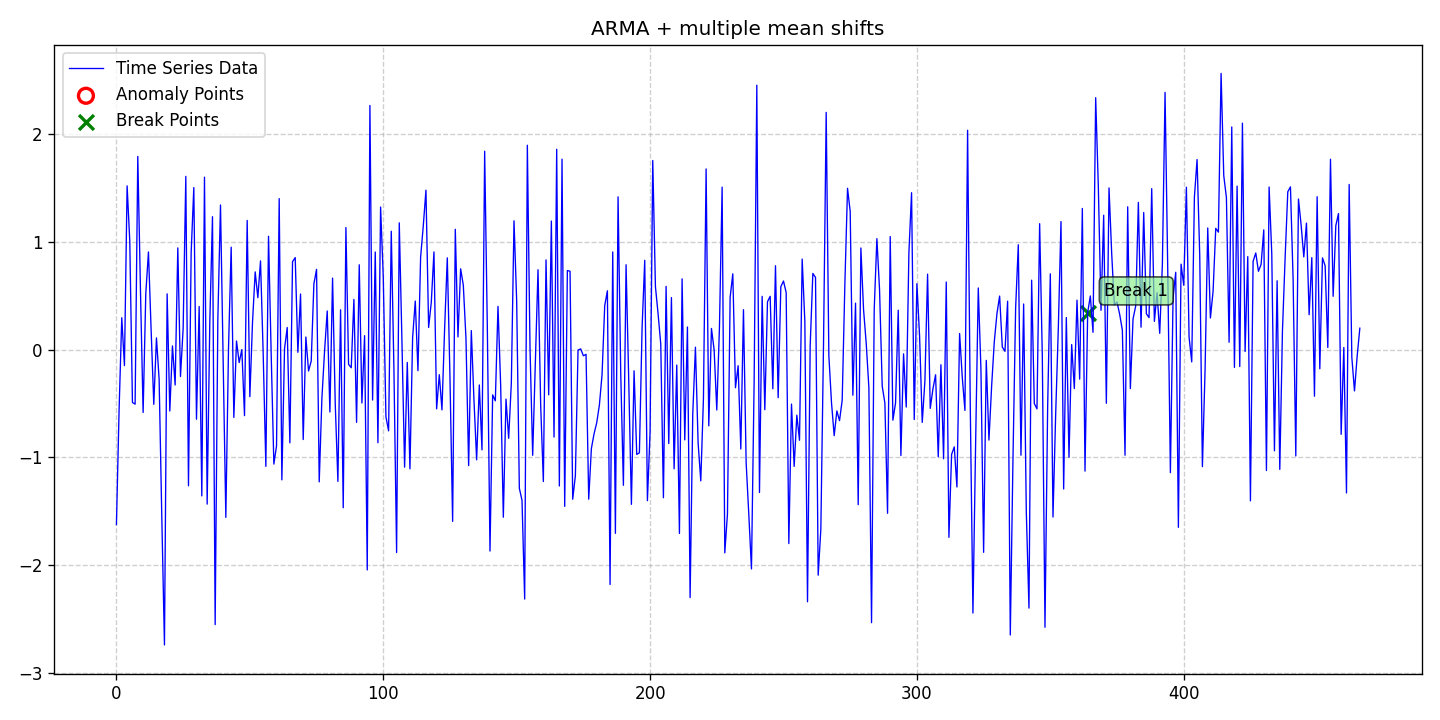 ARMA + multiple mean shifts
Time Series Data
Anomaly Points
Break Points
Break 1
2
1
0
−1
−2
−3
0
100
200
300
400